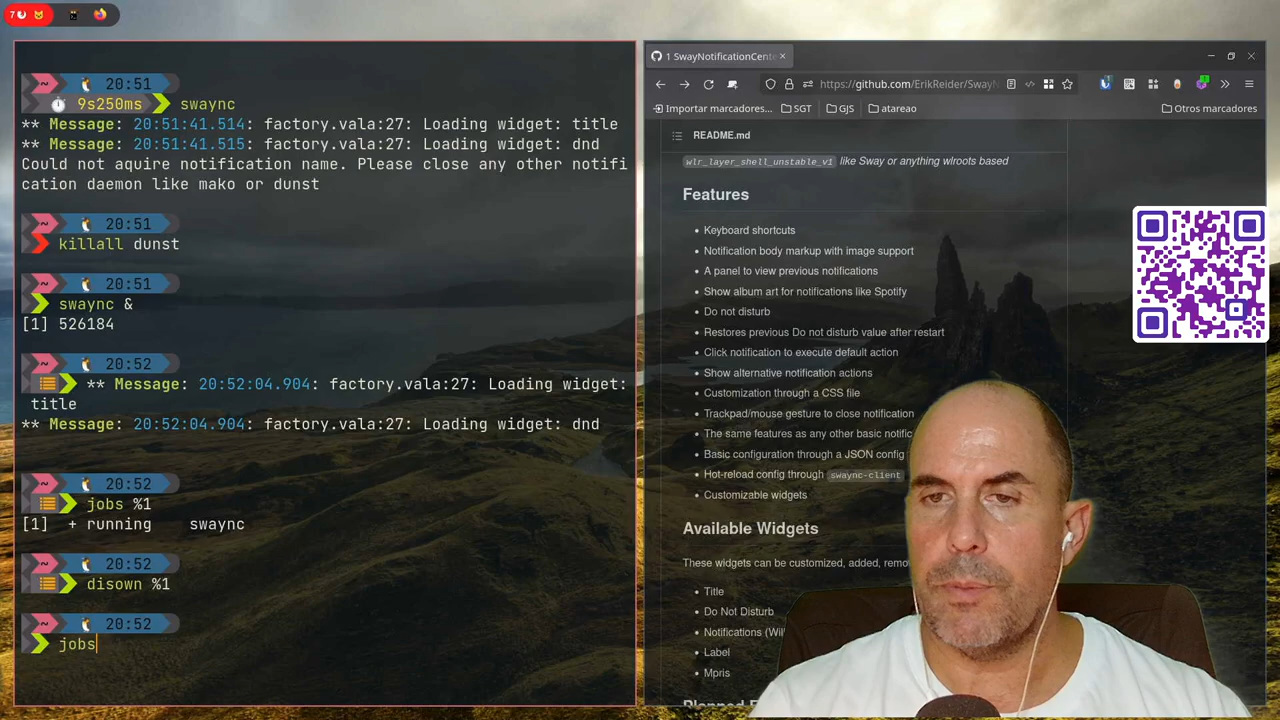 7
~ 20:51
9s250ms swaync
** Message: 20:51:41.514: factory.vala:27: Loading widget: title
** Message: 20:51:41.515: factory.vala:27: Loading widget: dnd
Could not aquire notification name. Please close any other notifi
cation daemon like mako or dunst
~ 20:51
killall dunst
~ 20:51
swaync &
[1] 526184
~ 20:52
** Message: 20:52:04.904: factory.vala:27: Loading widget:
title
** Message: 20:52:04.904: factory.vala:27: Loading widget: dnd
~ 20:52
jobs %1
[1] + running swaync
~ 20:52
disown %1
~ 20:52
jobs
1 SwayNotificationCente
https://github.com/ErikReider/SwayN
Importar marcadores... SGT GJS atareao Otros marcadores
README.md
wlr_layer_shell_unstable_v1 like Sway or anything wlroots based
Features
• Keyboard shortcuts
• Notification body markup with image support
• A panel to view previous notifications
• Show album art for notifications like Spotify
• Do not disturb
• Restores previous Do not disturb value after restart
• Click notification to execute default action
• Show alternative notification actions
• Customization through a CSS file
• Trackpad/mouse gesture to close notification
• The same features as any other basic notific
• Basic configuration through a JSON config
• Hot-reload config through swaync-client
• Customizable widgets
Available Widgets
These widgets can be customized, added, remo
• Title
• Do Not Disturb
• Notifications (Wil
• Label
• Mpris